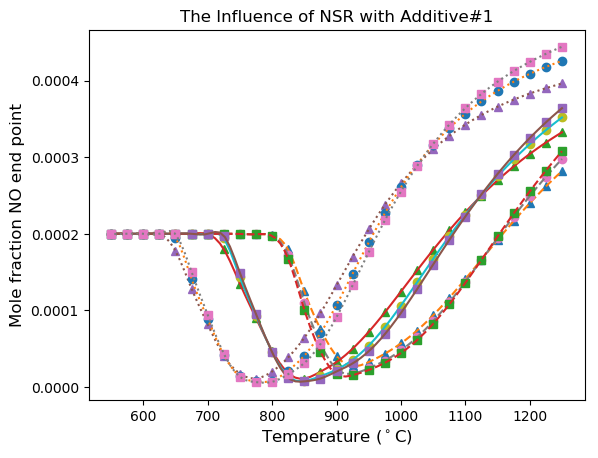 The Influence of NSR with Additive#1
Mole fraction NO end point
0.0004
0.0003
0.0002
0.0001
0.0000
600 700 800 900 1000 1100 1200
Temperature (°C)